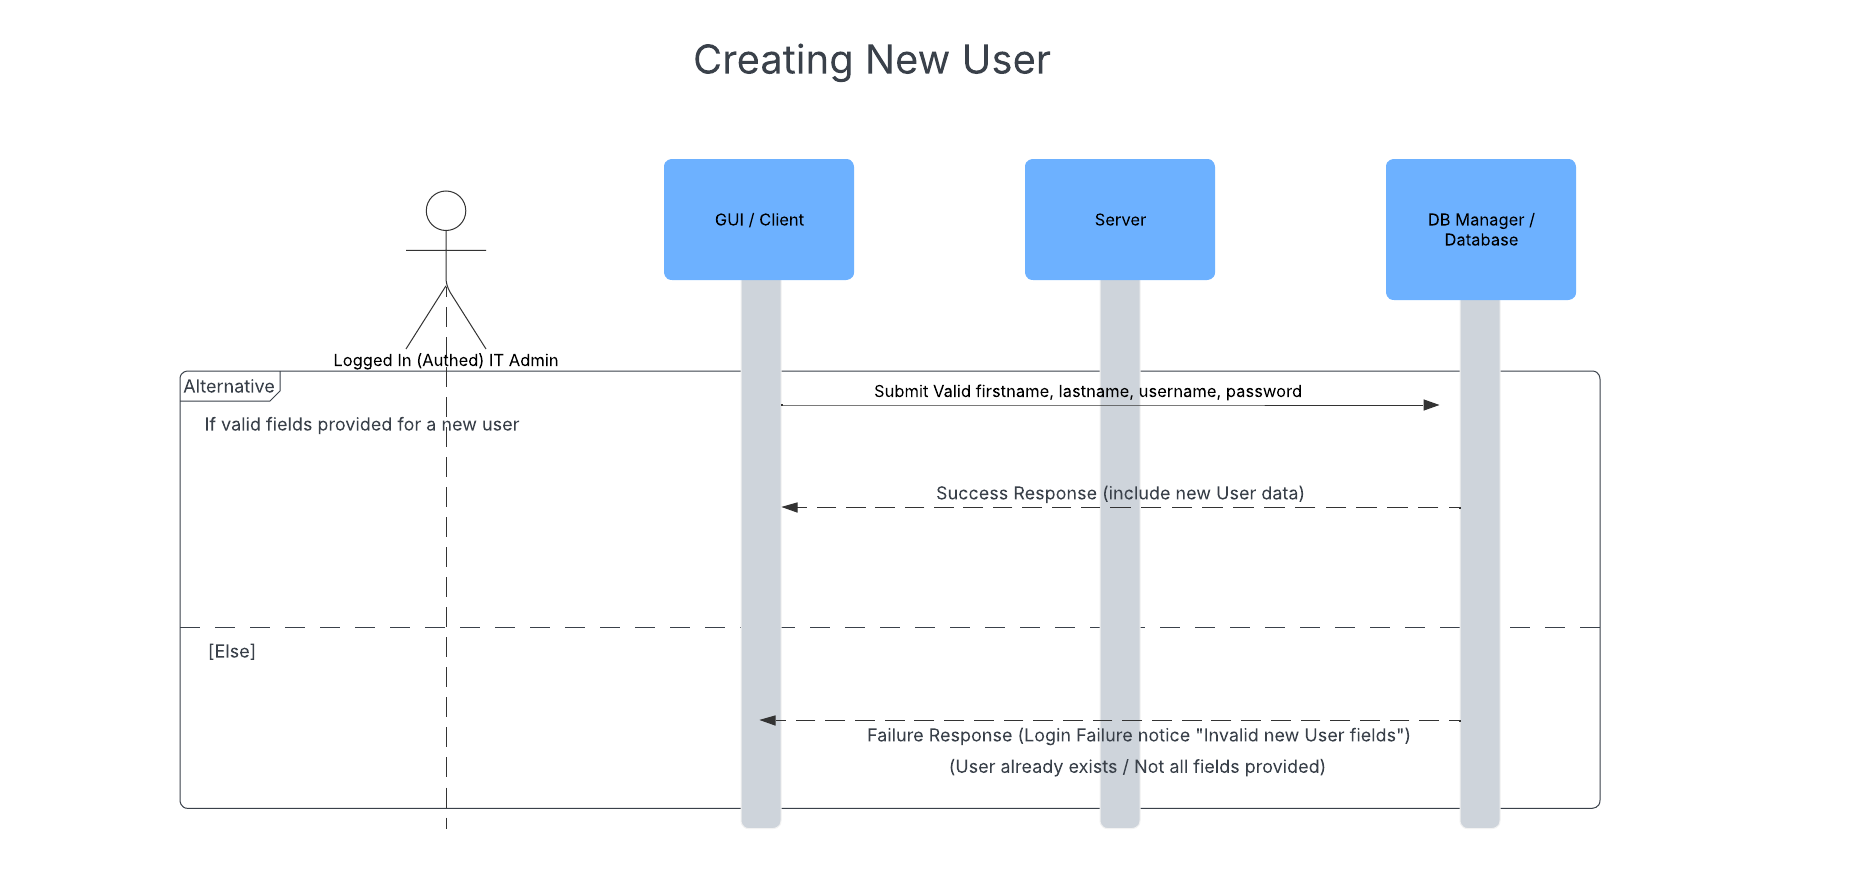 Creating New User
GUI / Client
Server
DB Manager /
Database
Logged In (Authed) IT Admin
Alternative
Submit Valid firstname, lastname, username, password
If valid fields provided for a new user
Success Response (include new User data)
[Else]
Failure Response (Login Failure notice "Invalid new User fields")
(User already exists / Not all fields provided)